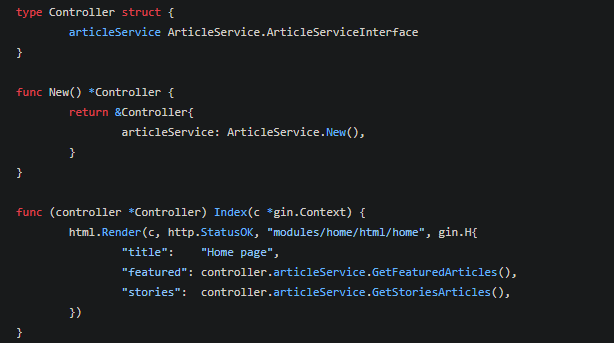 type Controller struct {
articleService ArticleService.ArticleServiceInterface
}
func New() *Controller {
return &Controller{
articleService: ArticleService.New(),
}
}
func (controller *Controller) Index(c *gin.Context) {
html.Render(c, http.StatusOK, "modules/home/html/home", gin.H{
"title":    "Home page",
"featured": controller.articleService.GetFeaturedArticles(),
"stories":  controller.articleService.GetStoriesArticles(),
})
}